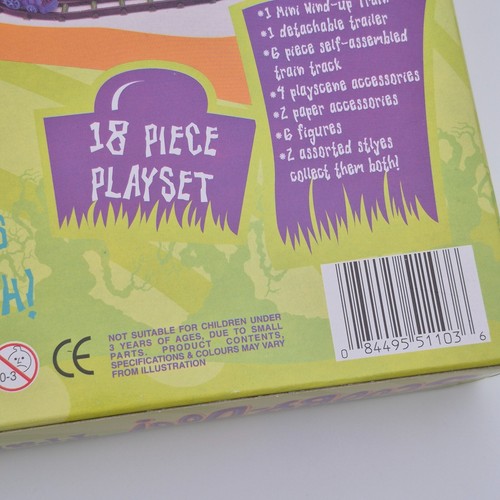 •1 Mini Wind-up Train
•1 detachable trailer
•6 piece self-assembled
train track
•4 playscene accessories
•2 paper accessories
•6 figures
•2 assorted stlyes
collect them both!
18 PIECE
PLAYSET
S
H!
0-3
CE
NOT SUITABLE FOR CHILDREN UNDER
3 YEARS OF AGES, DUE TO SMALL
PARTS. PRODUCT CONTENTS,
SPECIFICATIONS & COLOURS MAY VARY
FROM ILLUSTRATION
0 84495 51103 6